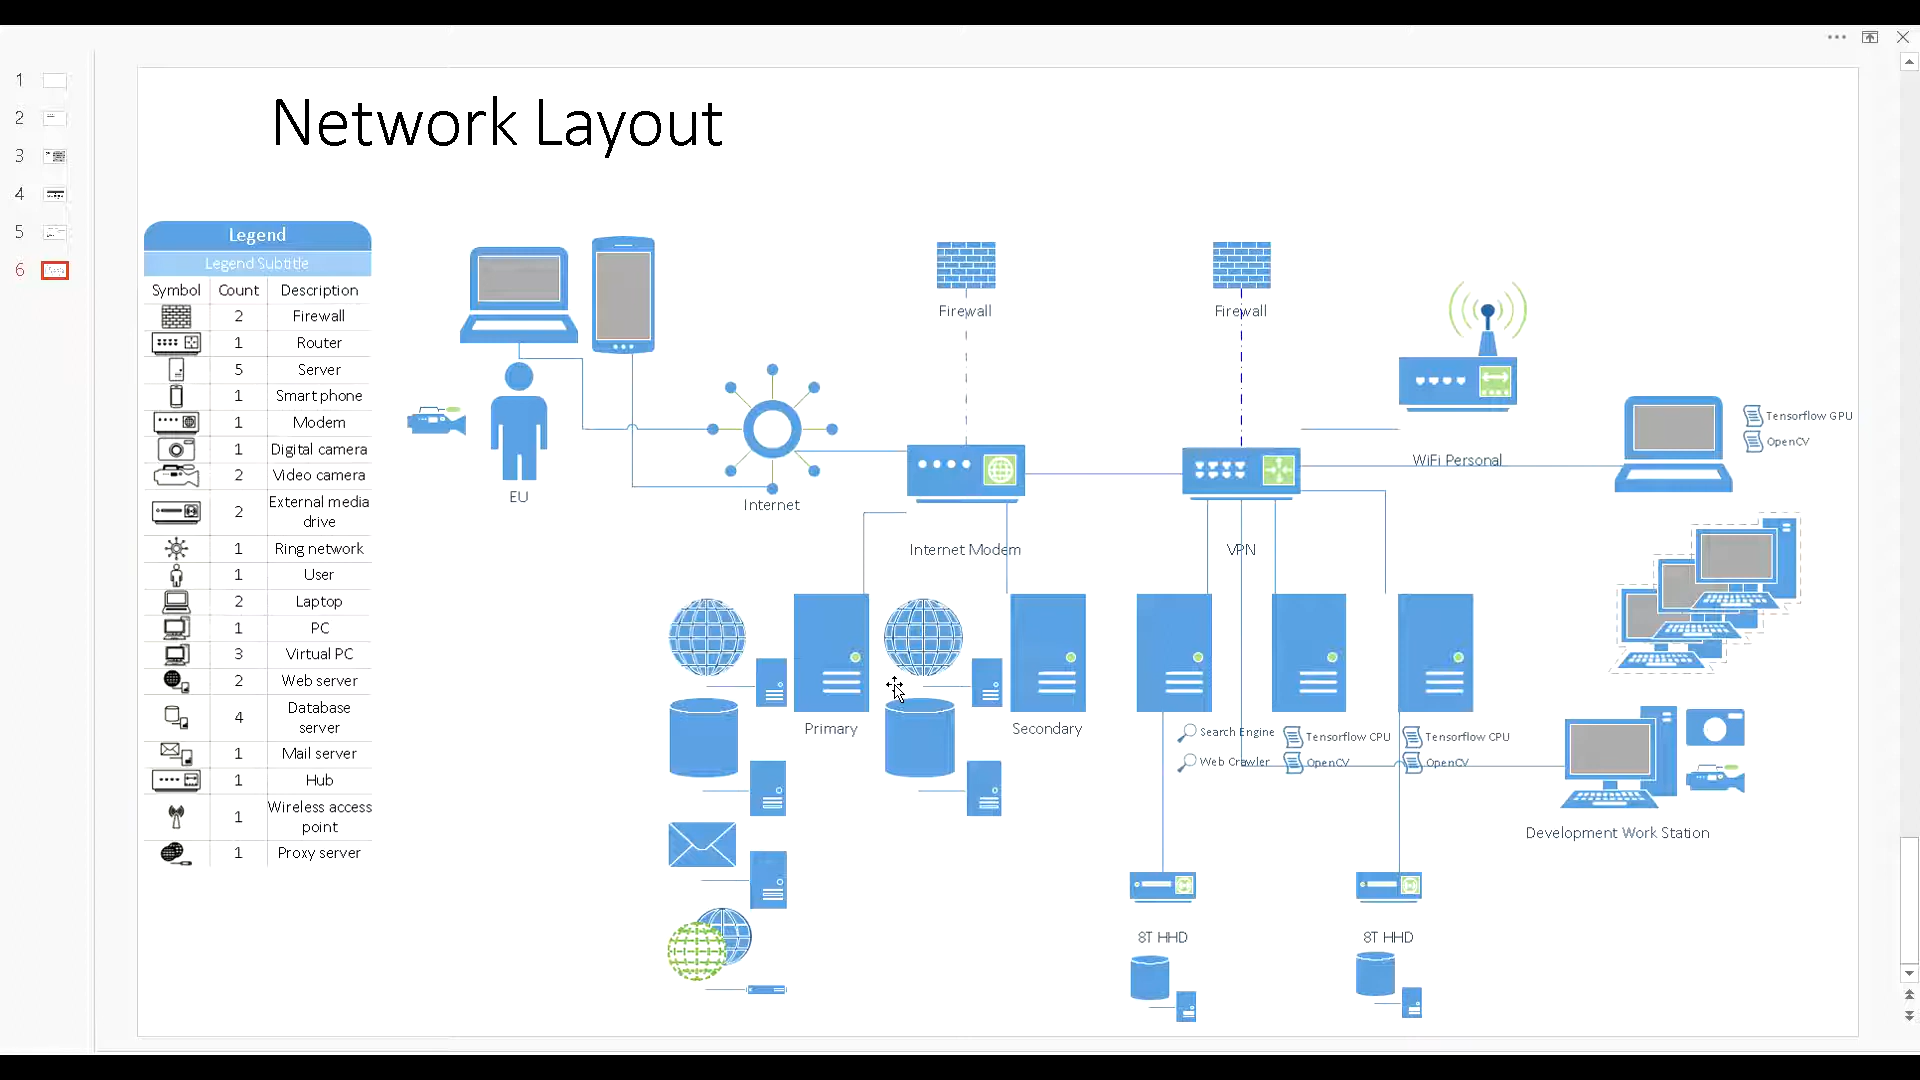 1
2
3
4
5
6
Network Layout
Legend
Legend Subtitle
Symbol Count Description
2 Firewall
1 Router
5 Server
1 Smart phone
1 Modem
1 Digital camera
2 Video camera
2 External media
drive
1 Ring network
1 User
2 Laptop
1 PC
3 Virtual PC
2 Web server
4 Database
server
1 Mail server
1 Hub
1 Wireless access
point
1 Proxy server
EU
Internet
Firewall
Firewall
Internet Modem
VPN
WiFi Personal
Tensorflow GPU
OpenCV
Primary
Secondary
Search Engine
Web Crawler
Tensorflow CPU
OpenCV
Tensorflow CPU
OpenCV
Development Work Station
8T HHD
8T HHD